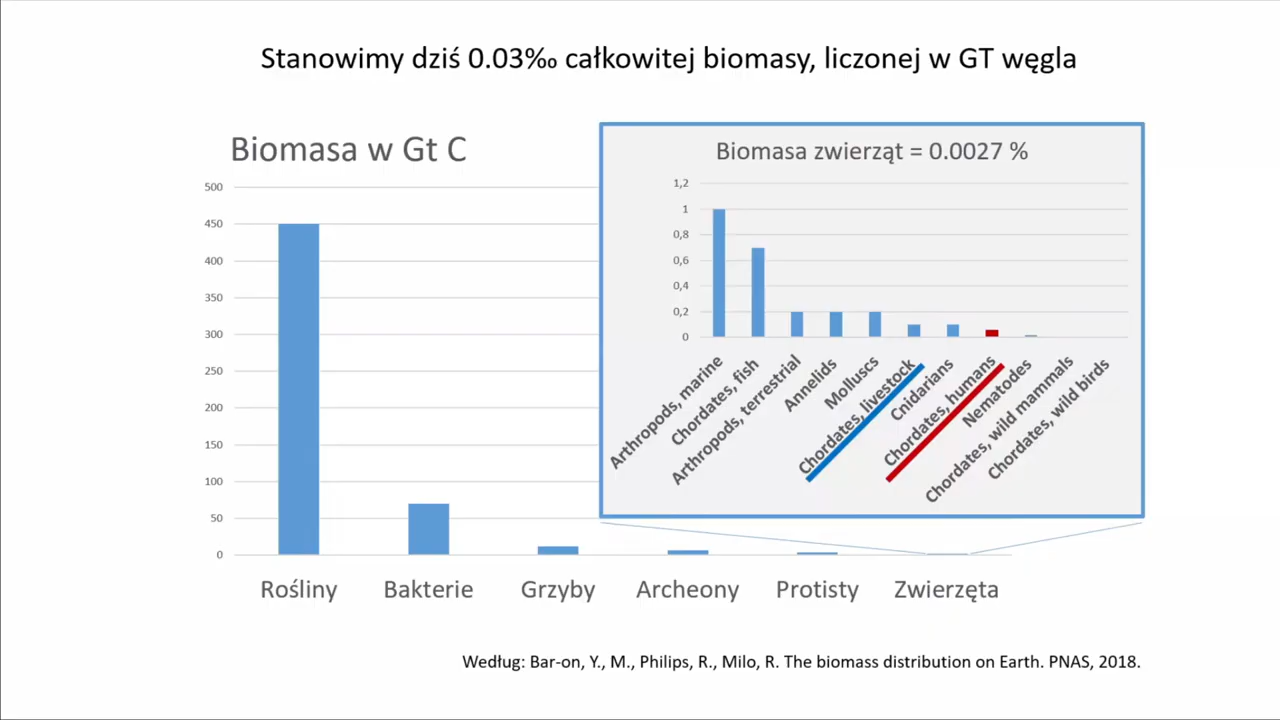 Stanowimy dziś 0.03‰ całkowitej biomasy, liczonej w GT węgla
Biomasa w Gt C
500
450
400
350
300
250
200
150
100
50
0
Rośliny
Bakterie
Grzyby
Archeony
Protisty
Zwierzęta
Biomasa zwierząt = 0.0027 %
1,2
1
0,8
0,6
0,4
0,2
0
Arthropods, marine
Chordates, fish
Arthropods, terrestrial
Annelids
Molluscs
Chordates, livestock
Cnidarians
Chordates, humans
Nematodes
Chordates, wild mammals
Chordates, wild birds
Według: Bar-on, Y., M., Philips, R., Milo, R. The biomass distribution on Earth. PNAS, 2018.